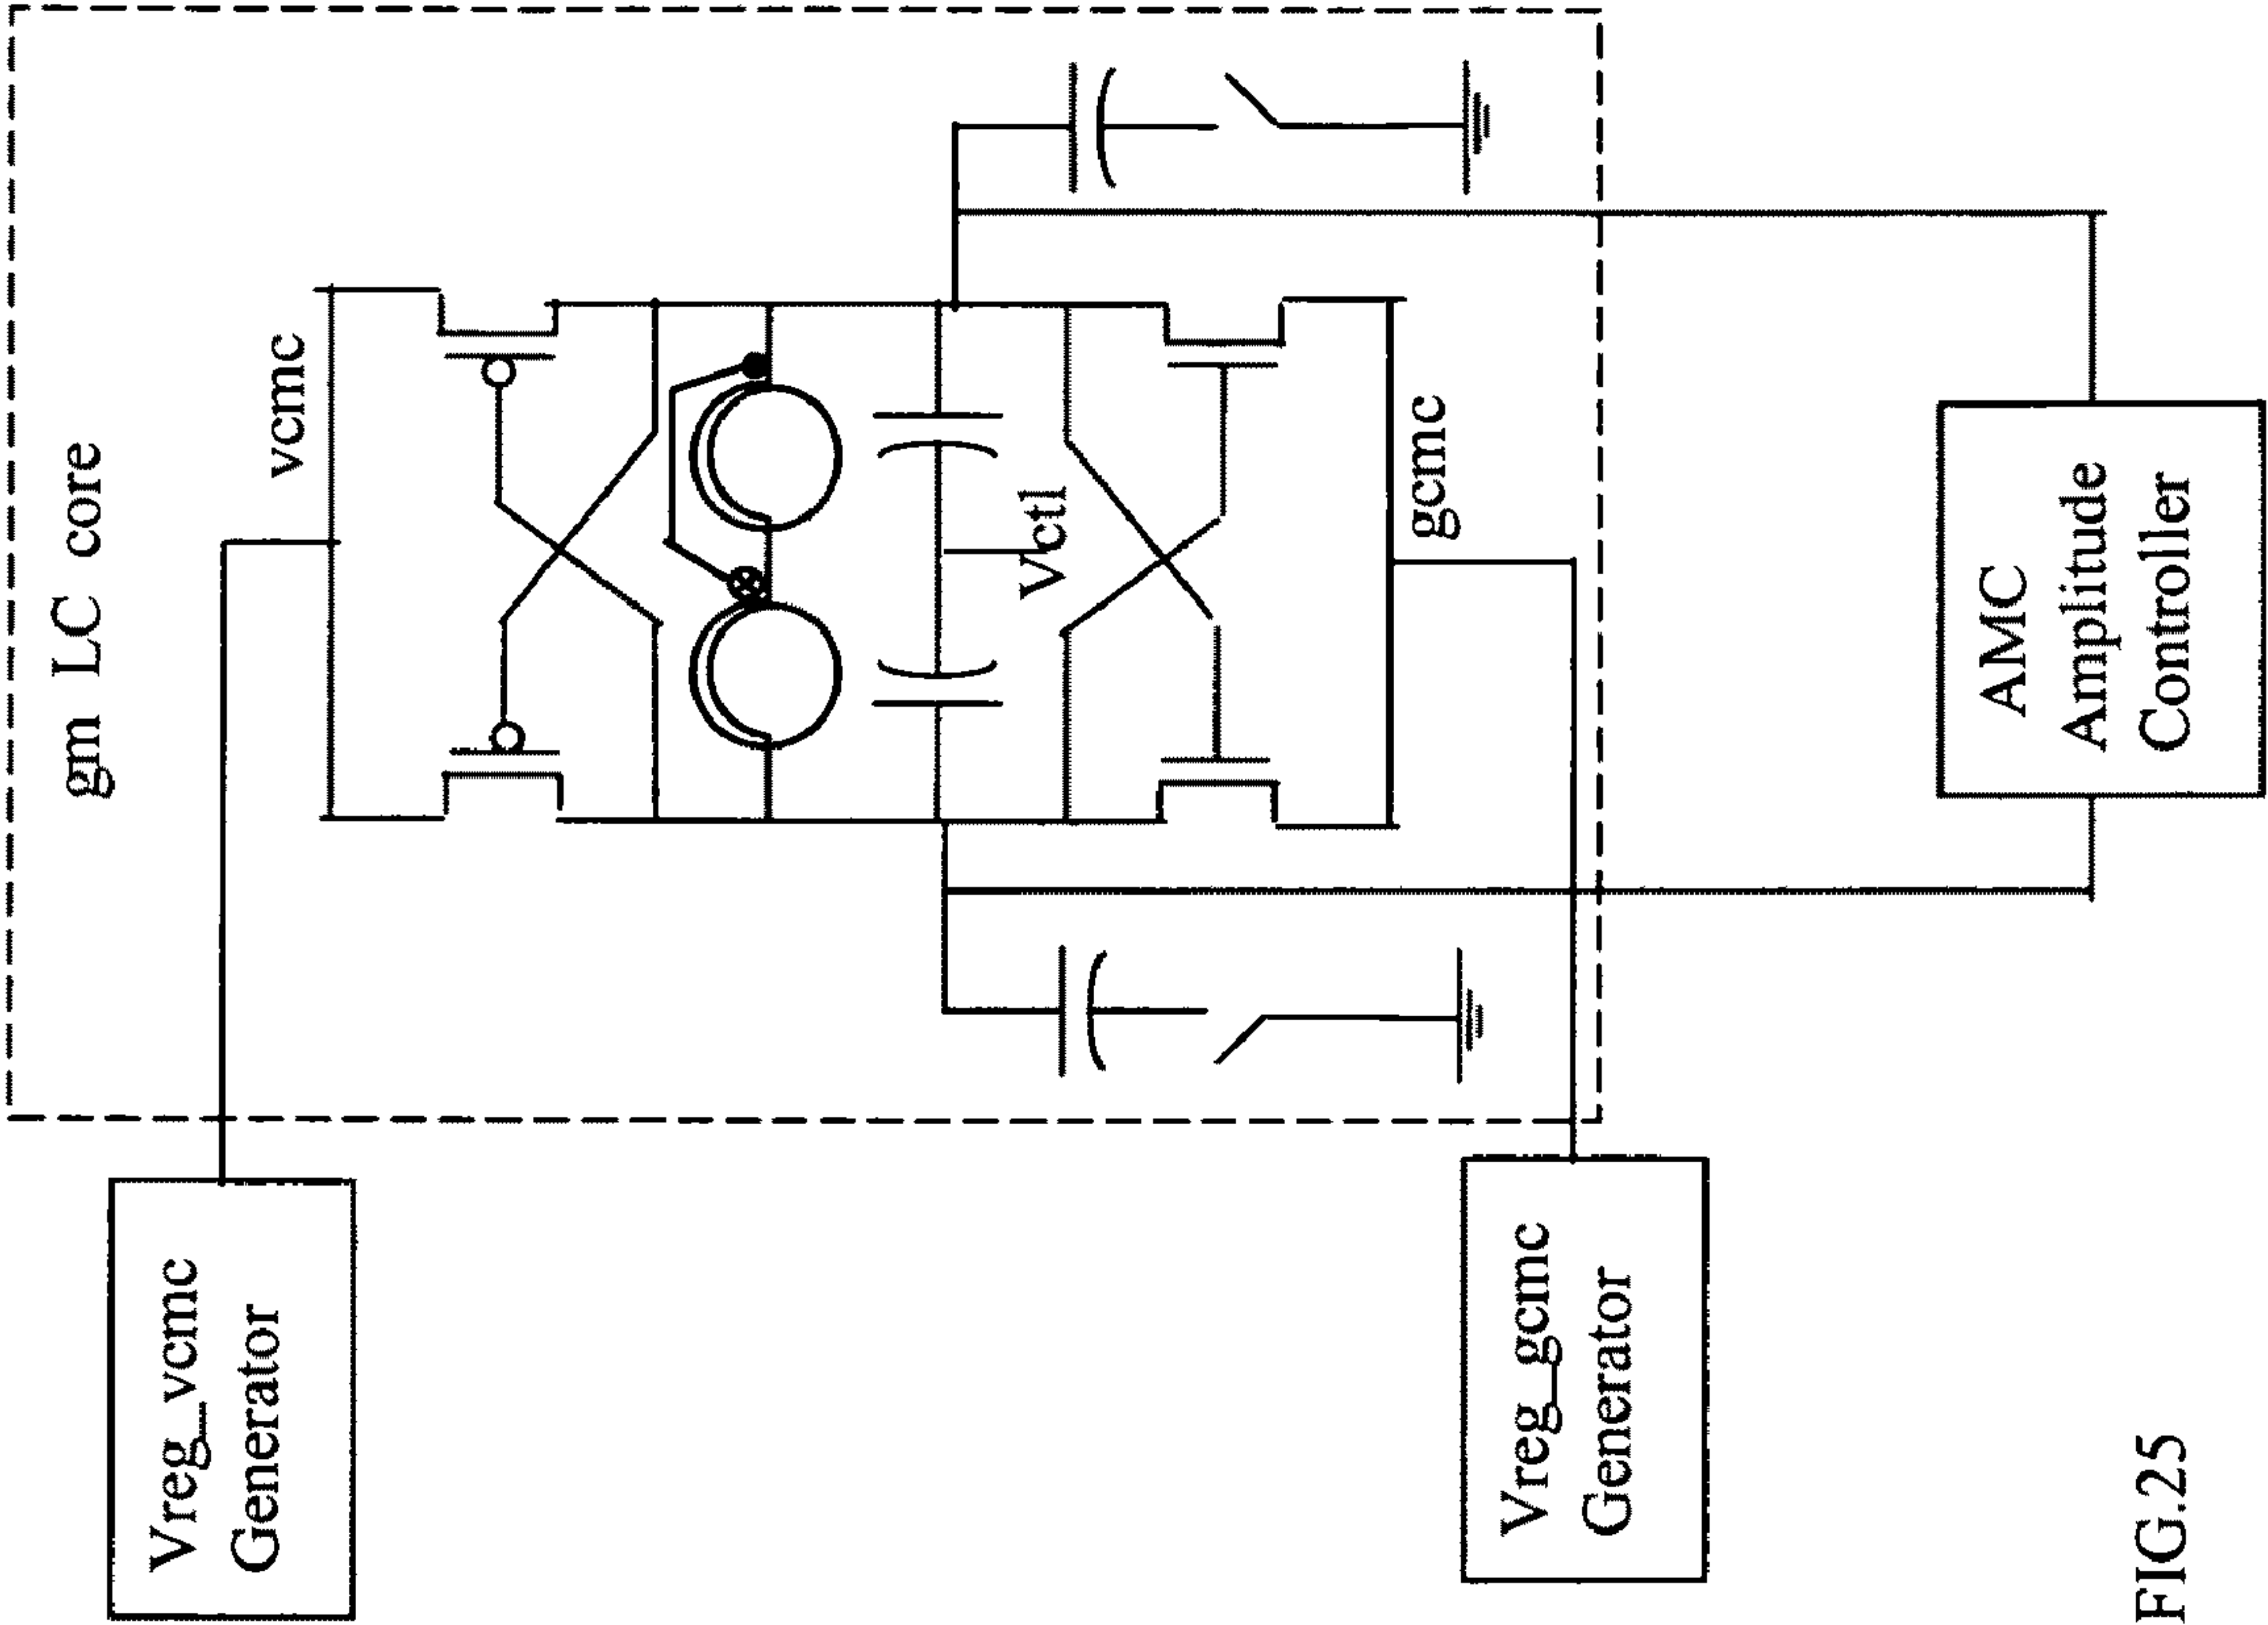 gm LC core
vcmc
Vctl
gcmc
Vreg_vcmc
Generator
Vreg_gcmc
Generator
AMC
Amplitude
Controller
FIG.25